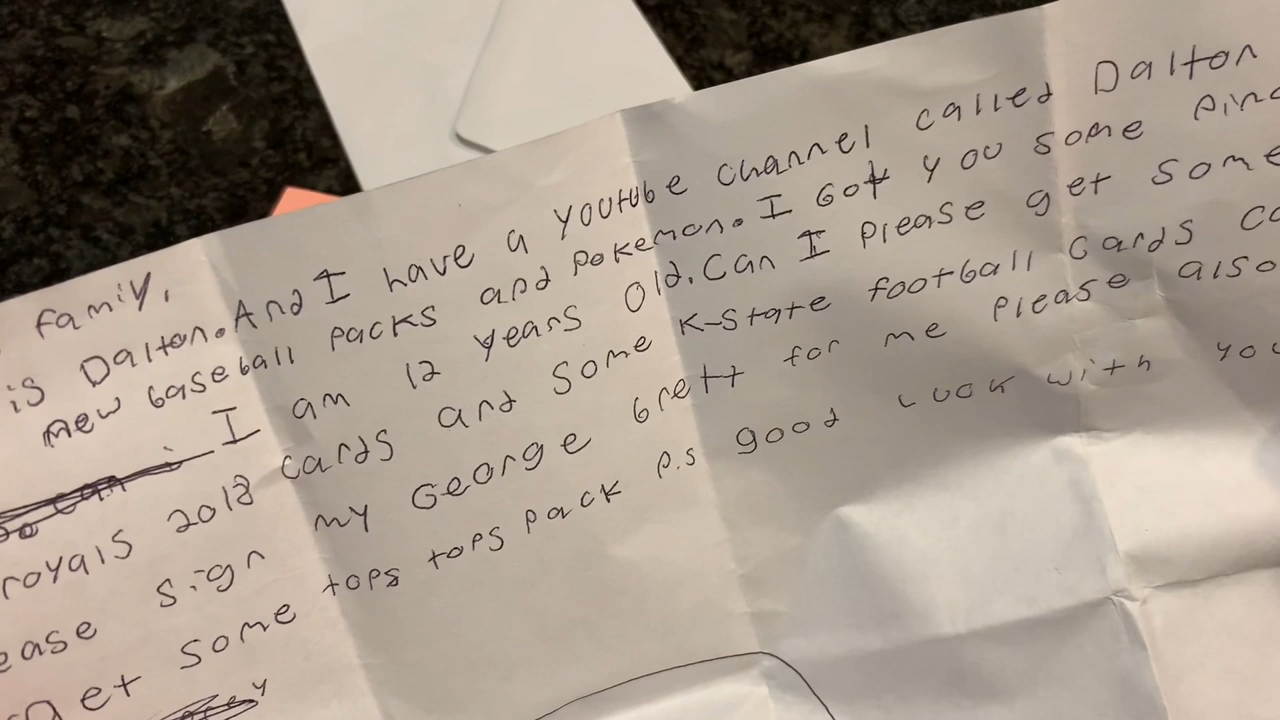 family,
is Dalton. And I have a youtube channel called Dalton
new baseball packs and Pokemon. I Got you some
I am 12 years old. Can I Please get some
royals 2018 cards and some K-State football Cards
ease sign my George Brett for me Please also
get some tops tops pack p.s good luck with you